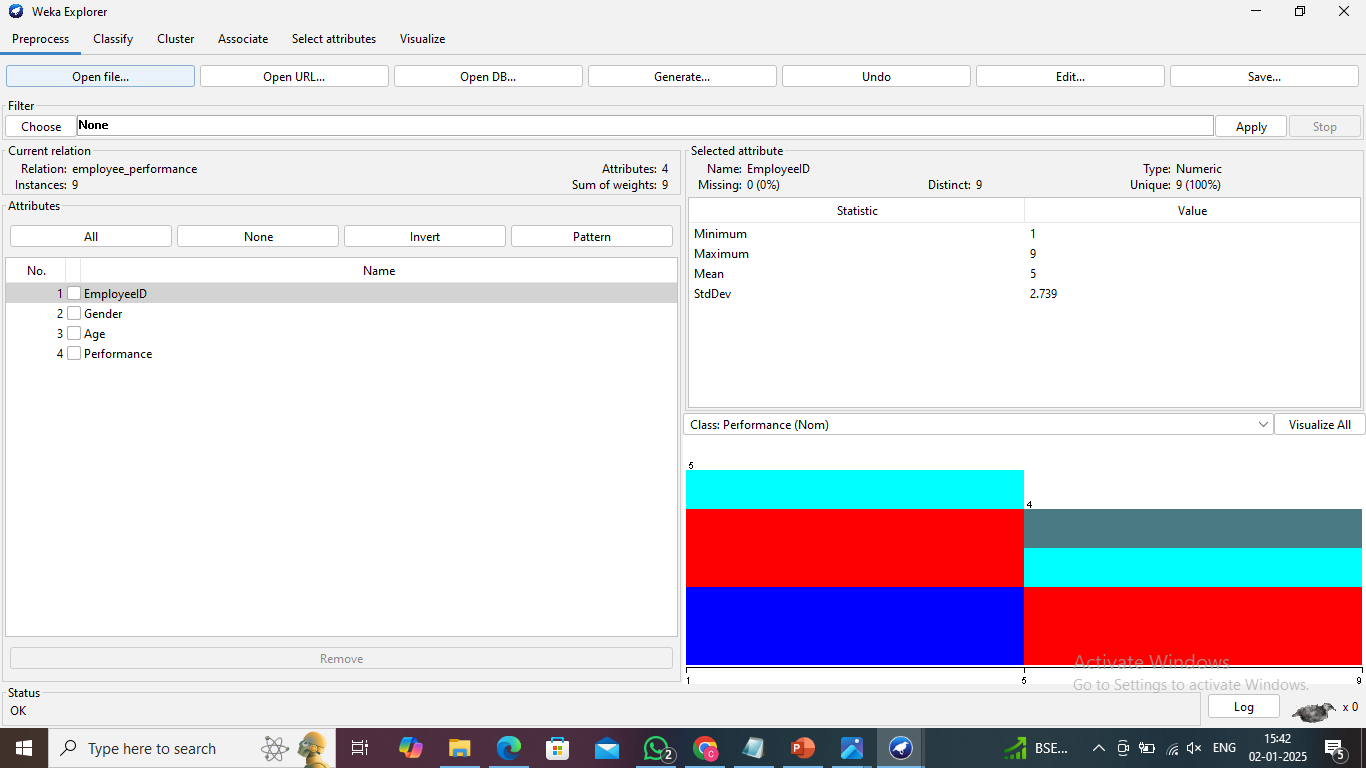 Weka Explorer
Preprocess Classify Cluster Associate Select attributes Visualize
Open file... Open URL... Open DB... Generate... Undo Edit... Save...
Filter
Choose None Apply Stop
Current relation
Relation: employee_performance Attributes: 4
Instances: 9 Sum of weights: 9
Attributes
All None Invert Pattern
No. Name
1 EmployeeID
2 Gender
3 Age
4 Performance
Remove
Selected attribute
Name: EmployeeID Type: Numeric
Missing: 0 (0%) Distinct: 9 Unique: 9 (100%)
Statistic Value
Minimum 1
Maximum 9
Mean 5
StdDev 2.739
Class: Performance (Nom) Visualize All
5
4
1 5 9
Activate Windows
Go to Settings to activate Windows.
Status
OK
Log x 0
Type here to search 2 C BSE... ENG 15:42
02-01-2025 5